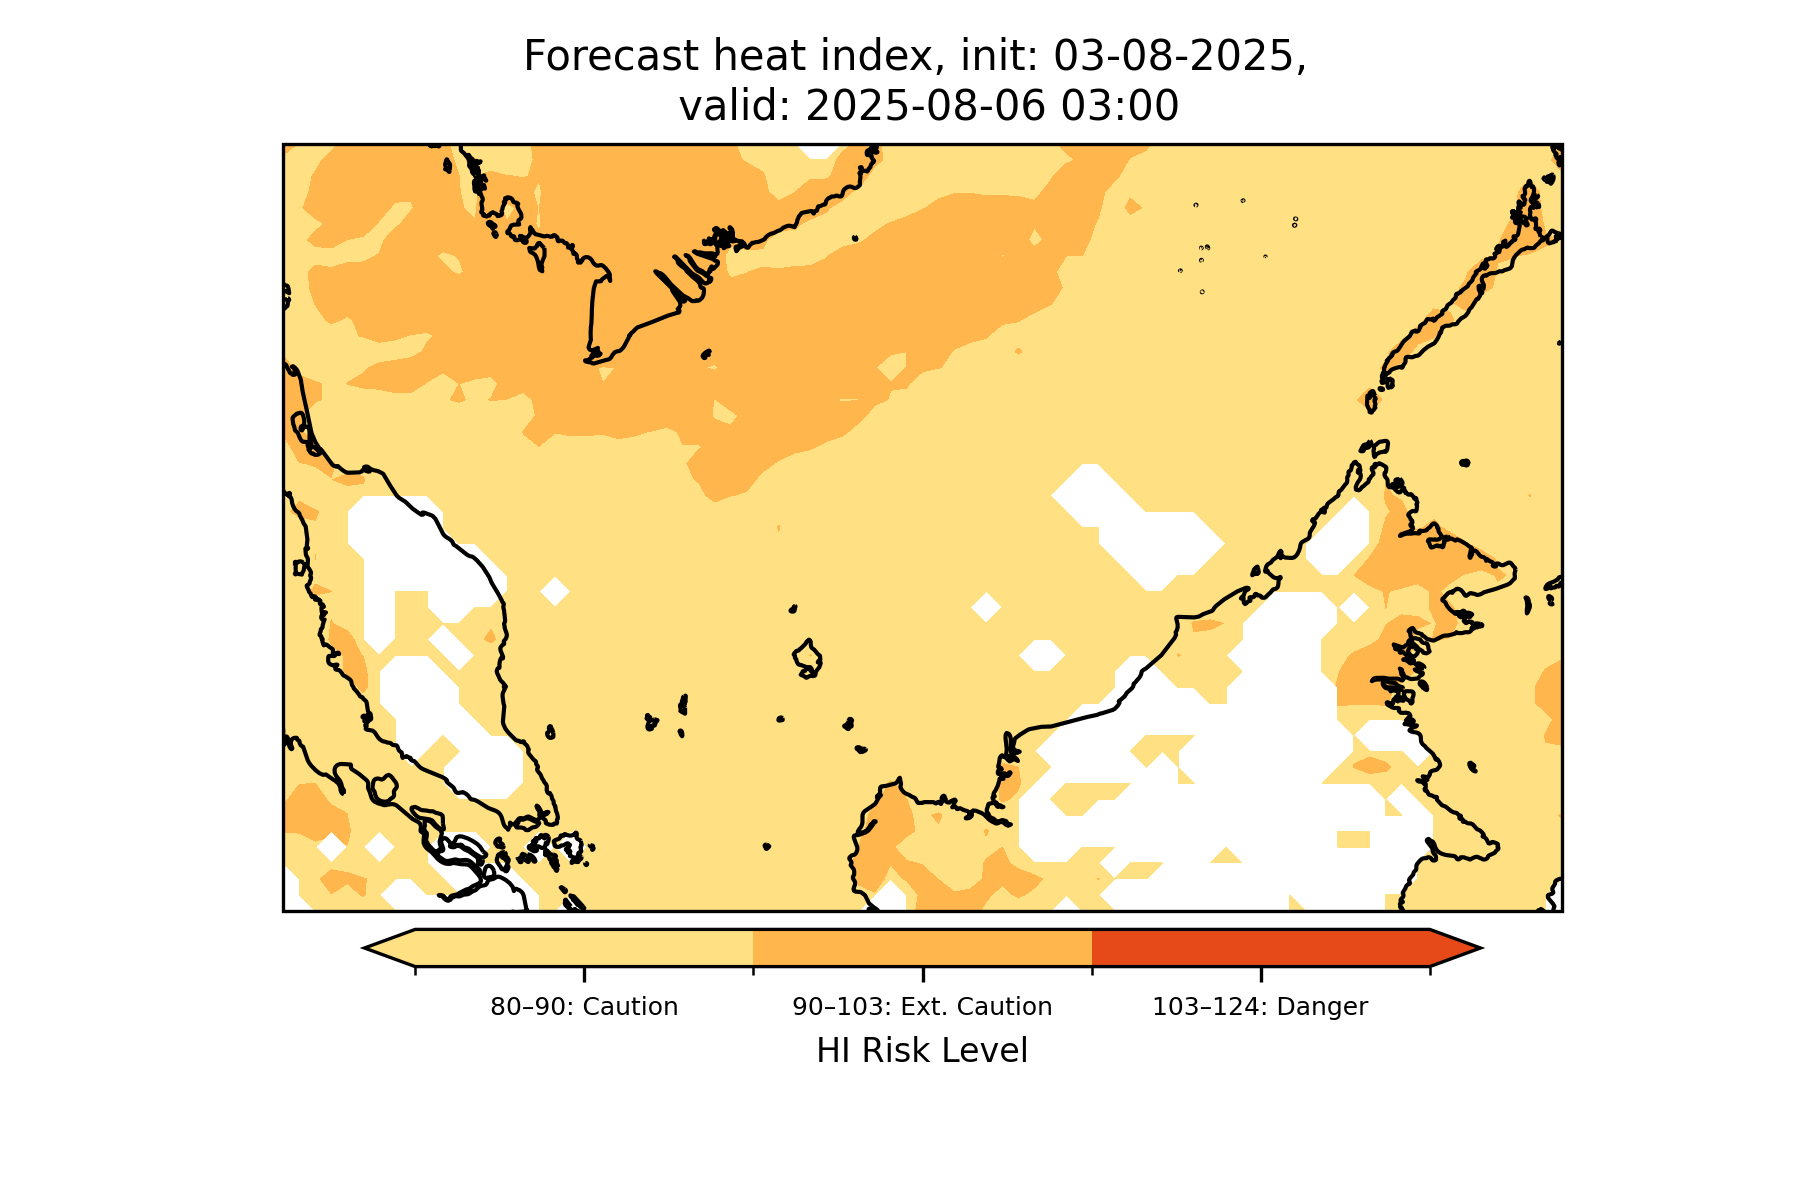 Forecast heat index, init: 03-08-2025,
valid: 2025-08-06 03:00
80–90: Caution
90–103: Ext. Caution
103–124: Danger
HI Risk Level